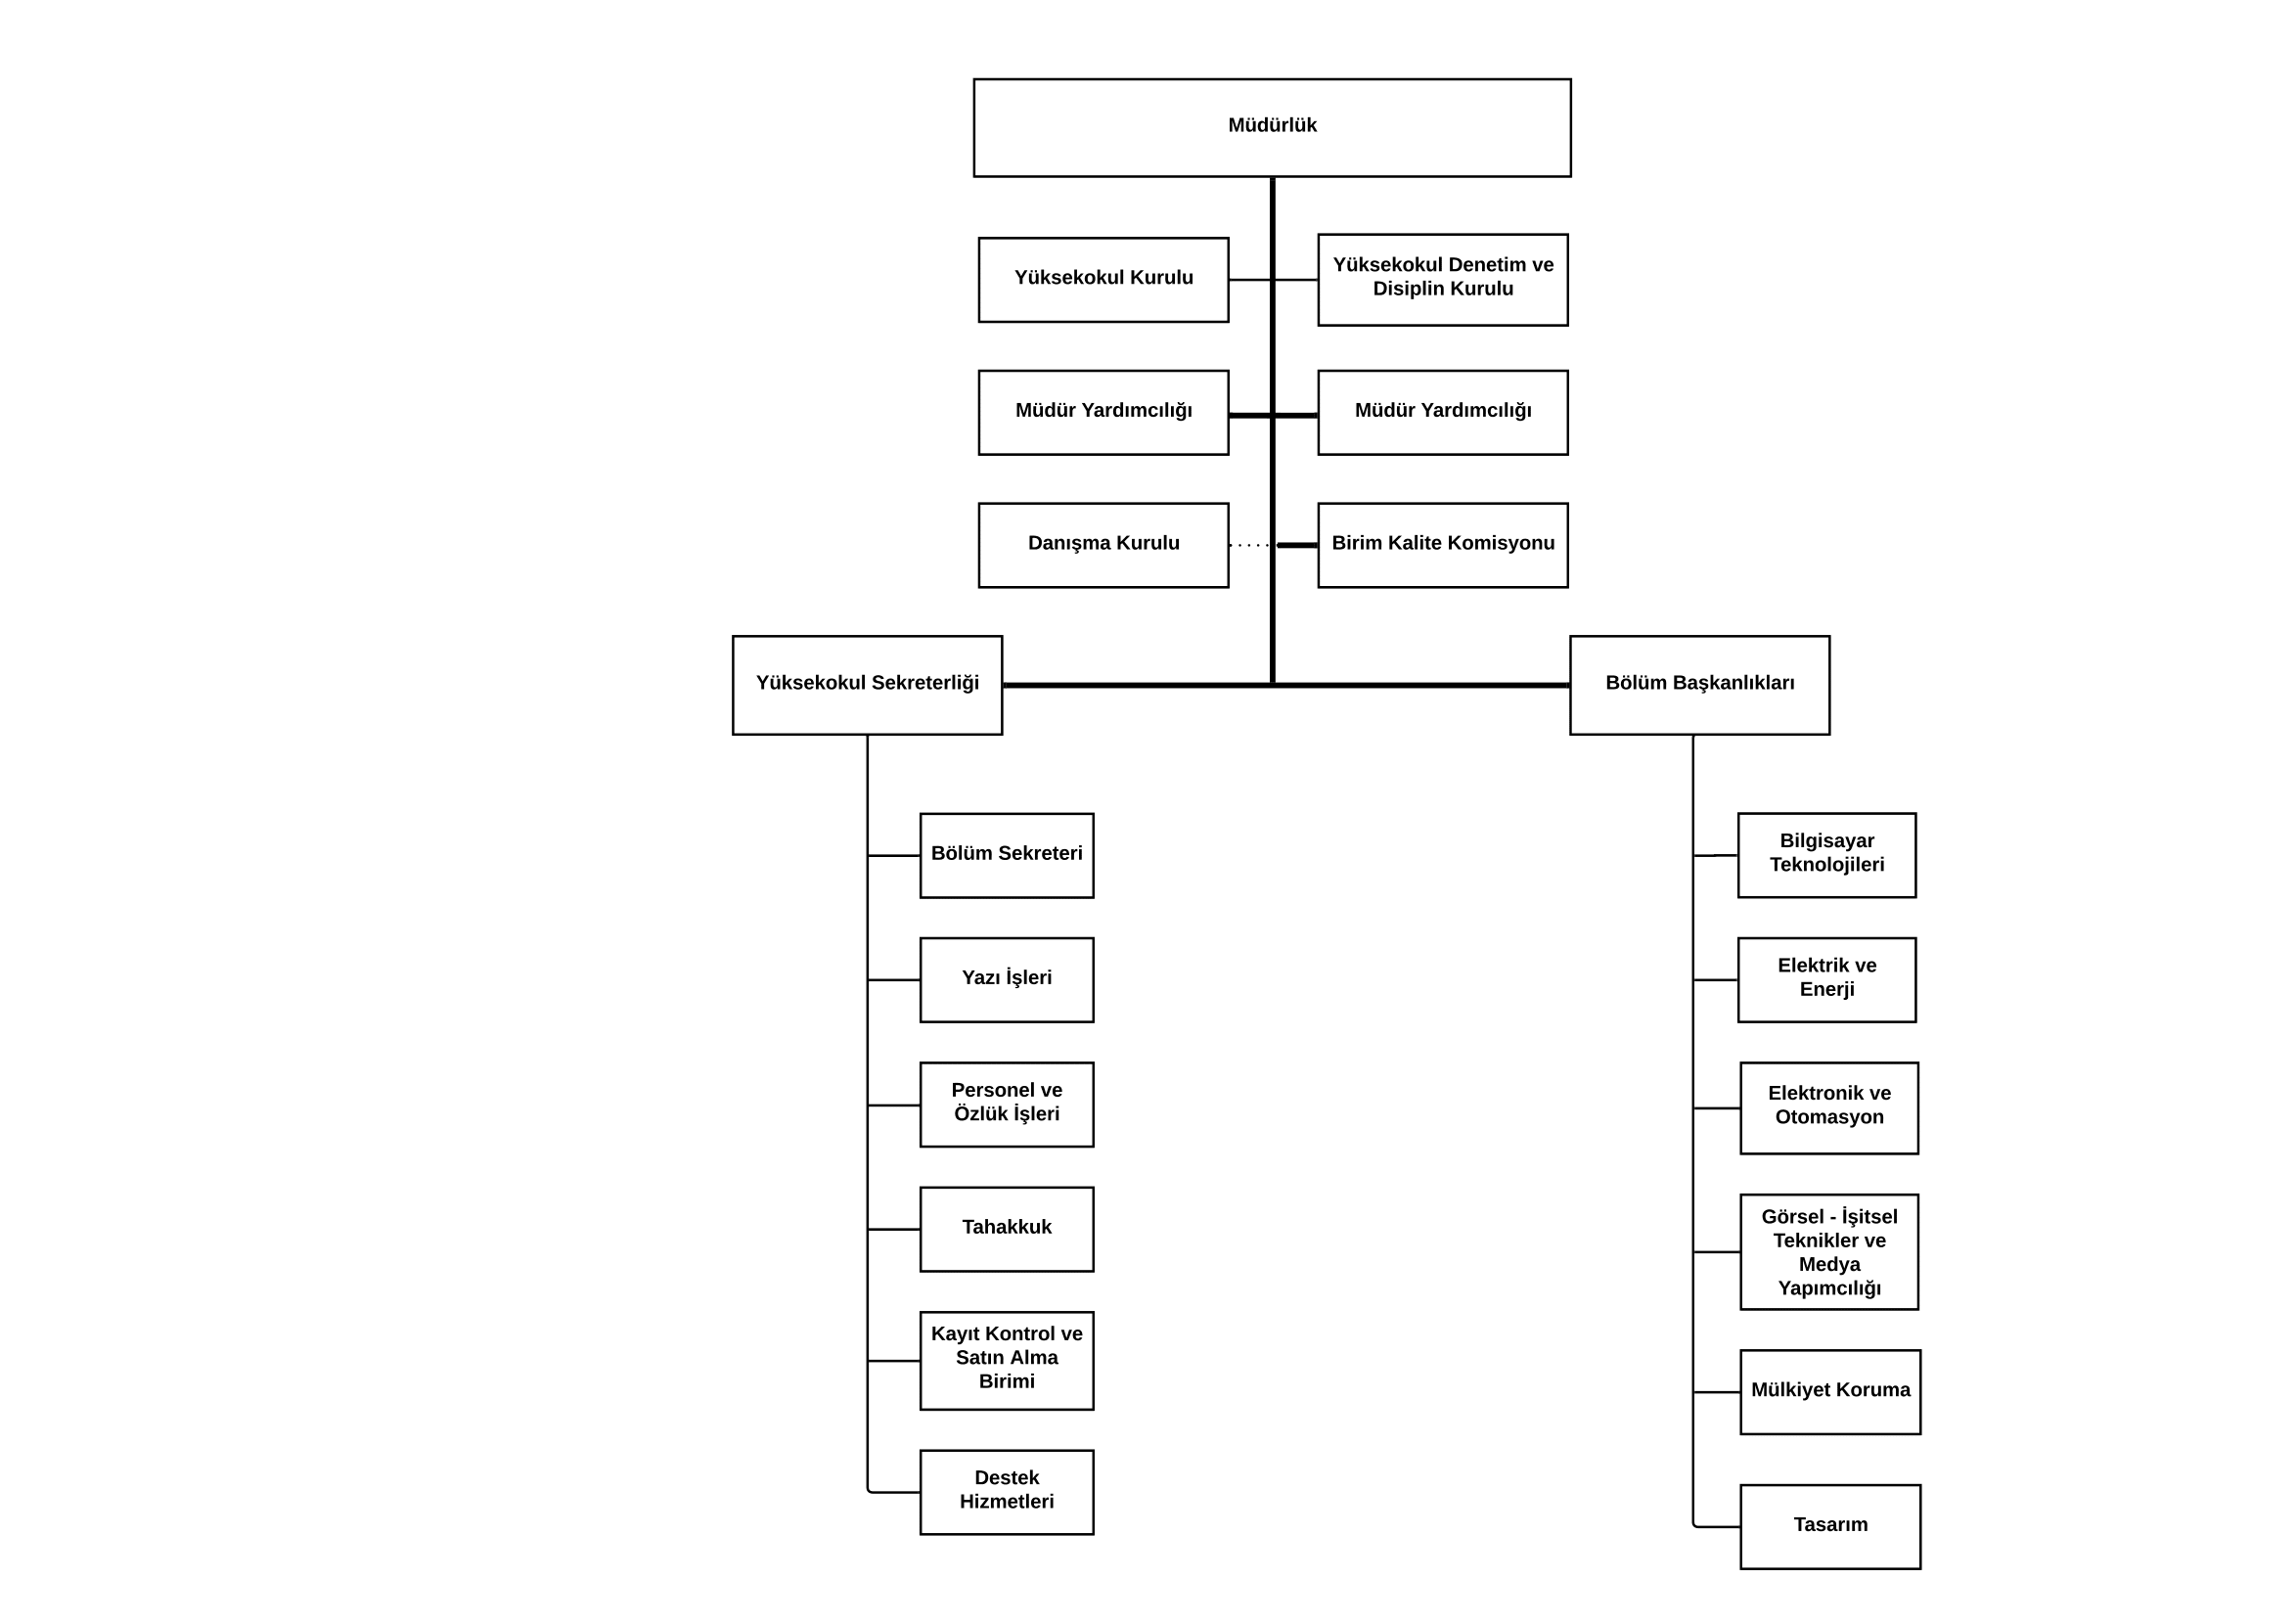 Müdürlük
Yüksekokul Kurulu
Yüksekokul Denetim ve
Disiplin Kurulu
Müdür Yardımcılığı
Müdür Yardımcılığı
Danışma Kurulu
Birim Kalite Komisyonu
Yüksekokul Sekreterliği
Bölüm Başkanlıkları
Bölüm Sekreteri
Yazı İşleri
Personel ve
Özlük İşleri
Tahakkuk
Kayıt Kontrol ve
Satın Alma
Birimi
Destek
Hizmetleri
Bilgisayar
Teknolojileri
Elektrik ve
Enerji
Elektronik ve
Otomasyon
Görsel - İşitsel
Teknikler ve
Medya
Yapımcılığı
Mülkiyet Koruma
Tasarım